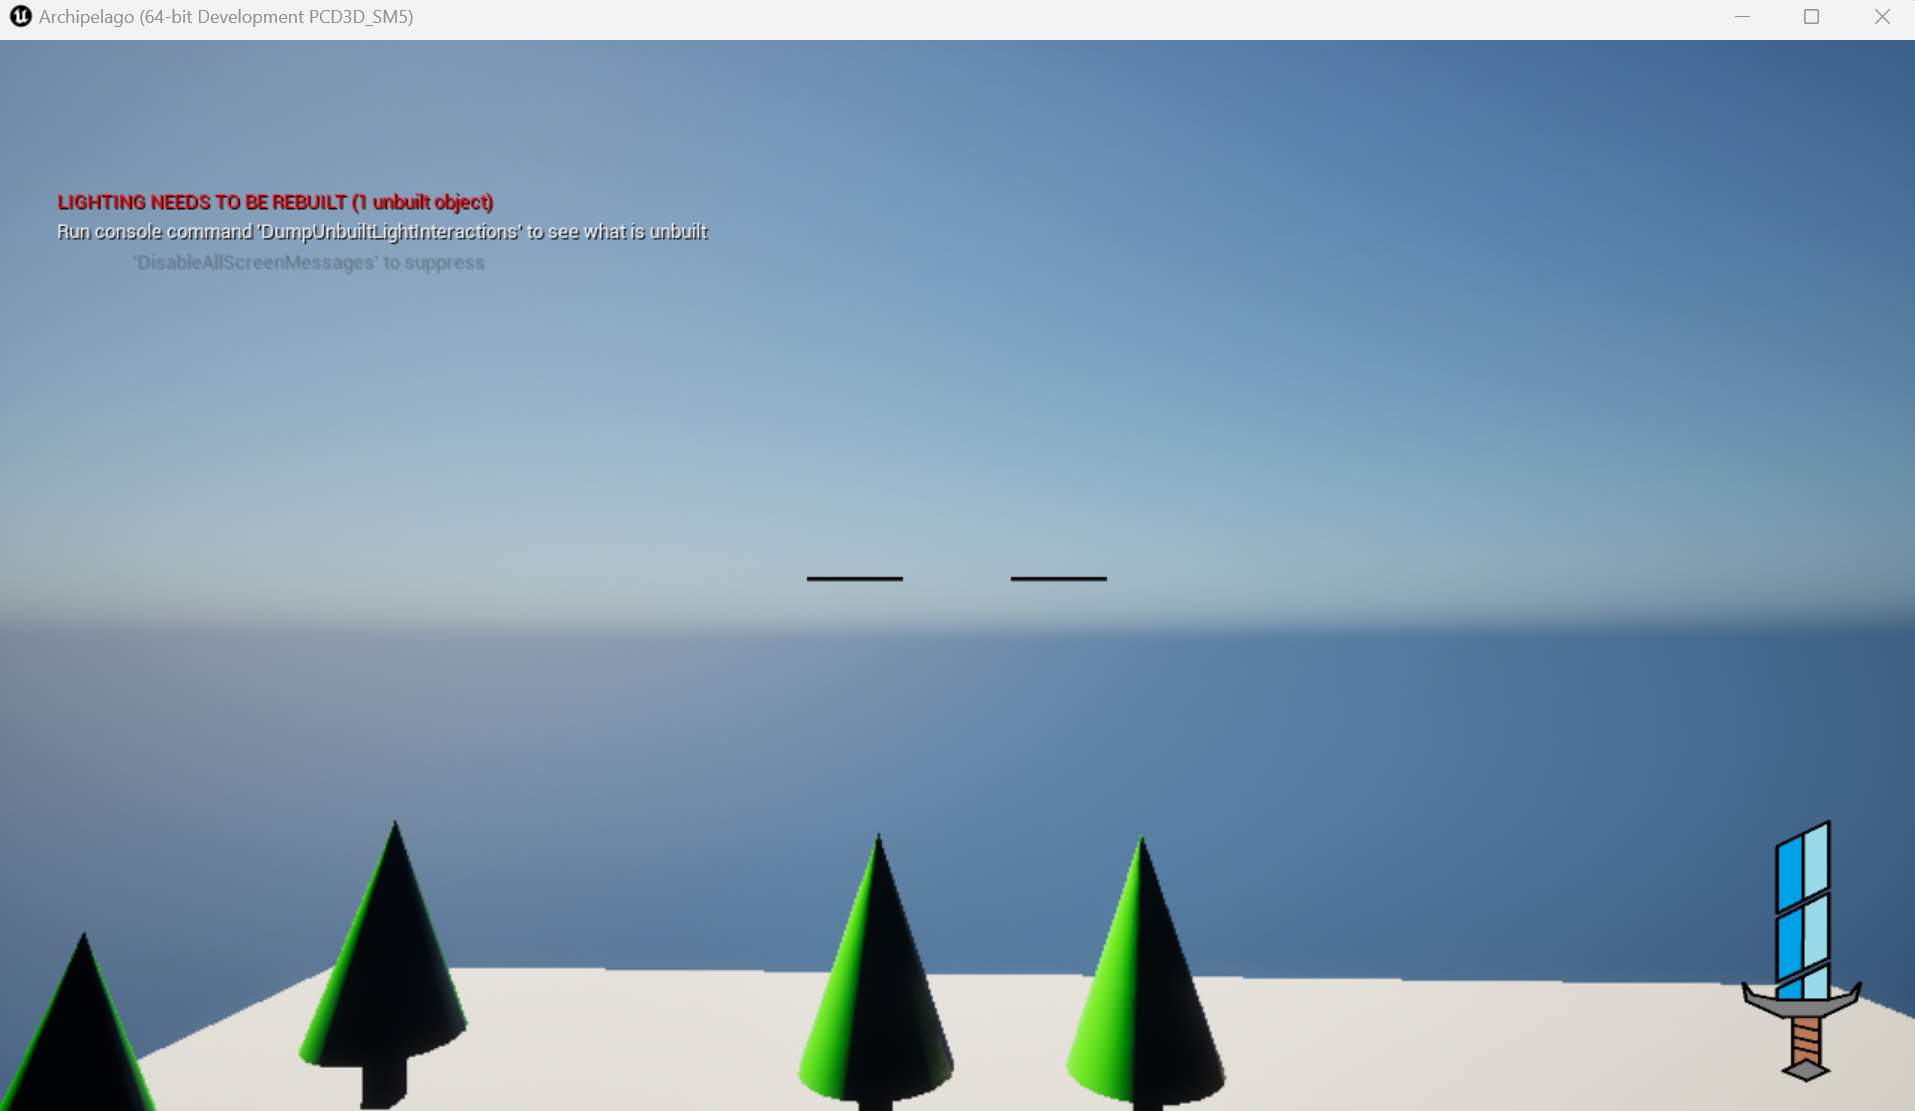 Archipelago (64-bit Development PCD3D_SM5)
LIGHTING NEEDS TO BE REBUILT (1 unbuilt object)
Run console command 'DumpUnbuiltLightInteractions' to see what is unbuilt
'DisableAllScreenMessages' to suppress